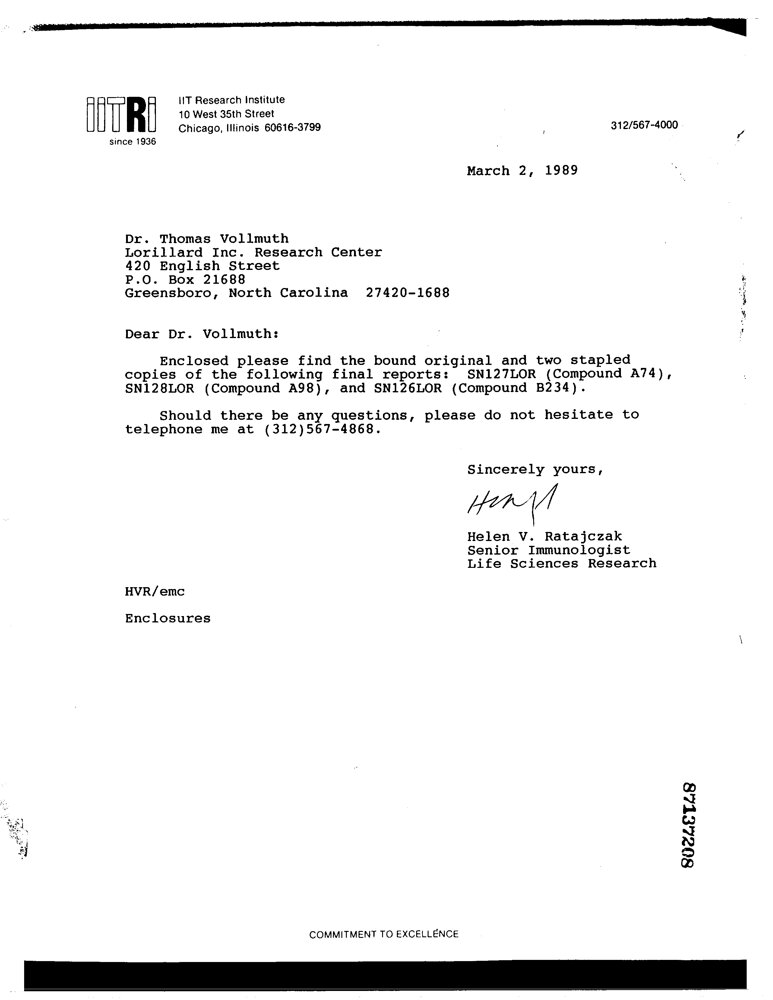 iiTRi
since 1936
IIT Research Institute
10 West 35th Street
Chicago, Illinois 60616-3799
312/567-4000
March 2, 1989
Dr. Thomas Vollmuth
Lorillard Inc. Research Center
420 English Street
P.O. Box 21688
Greensboro, North Carolina 27420-1688
Dear Dr. Vollmuth:
Enclosed please find the bound original and two stapled
copies of the following final reports: SN127LOR (Compound A74),
SN128LOR (Compound A98), and SN126LOR (Compound B234).
Should there be any questions, please do not hesitate to
telephone me at (312)567-4868.
Sincerely yours,
Helen V. Ratajczak
Senior Immunologist
Life Sciences Research
HVR/emc
Enclosures
87137208
COMMITMENT TO EXCELLENCE